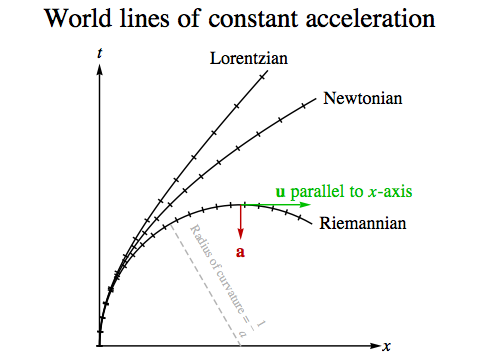 World lines of constant acceleration
t
Lorentzian
Newtonian
u parallel to x-axis
Riemannian
a
Radius of curvature = 1/a
x